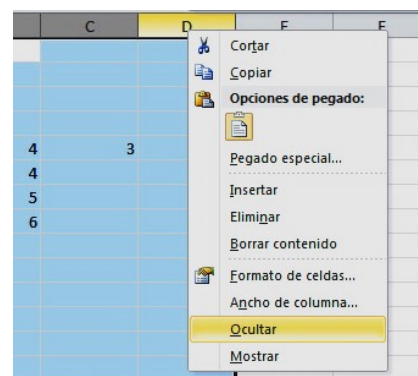 C D E F
Cortar
Copiar
Opciones de pegado:
4 3
Pegado especial...
4
5
Insertar
6
Eliminar
Borrar contenido
Formato de celdas...
Ancho de columna...
Ocultar
Mostrar